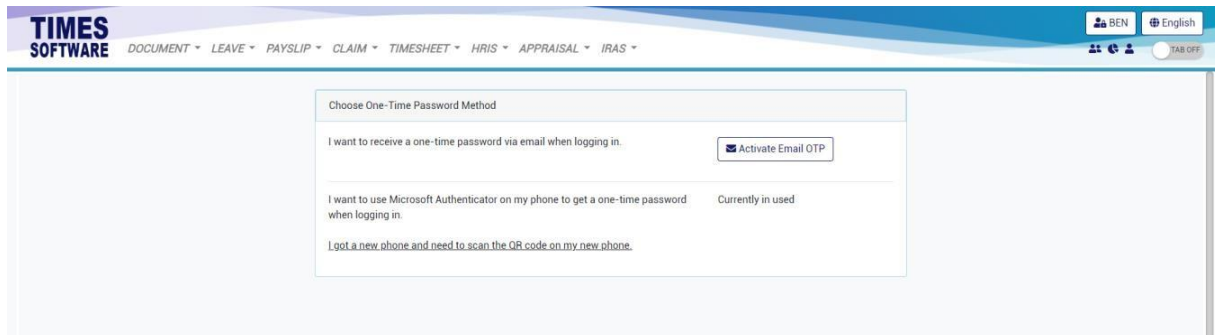 TIMES
SOFTWARE
DOCUMENT LEAVE PAYSLIP CLAIM TIMESHEET HRIS APPRAISAL IRAS
BEN
English
TAB OFF
Choose One-Time Password Method
I want to receive a one-time password via email when logging in.
Activate Email OTP
I want to use Microsoft Authenticator on my phone to get a one-time password
when logging in.
Currently in used
I got a new phone and need to scan the QR code on my new phone.